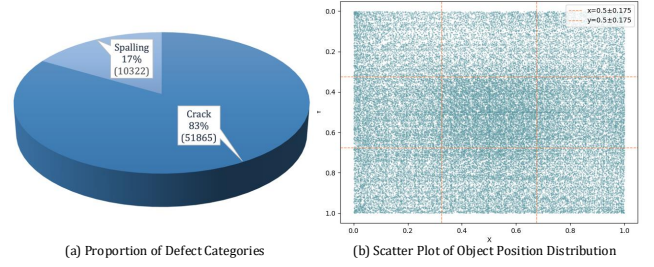 Spalling
17%
(10322)
Crack
83%
(51865)
(a) Proportion of Defect Categories
x=0.5±0.175
y=0.5±0.175
0.0
0.2
0.4
0.6
0.8
1.0
0.0 0.2 0.4 0.6 0.8 1.0
X
(b) Scatter Plot of Object Position Distribution